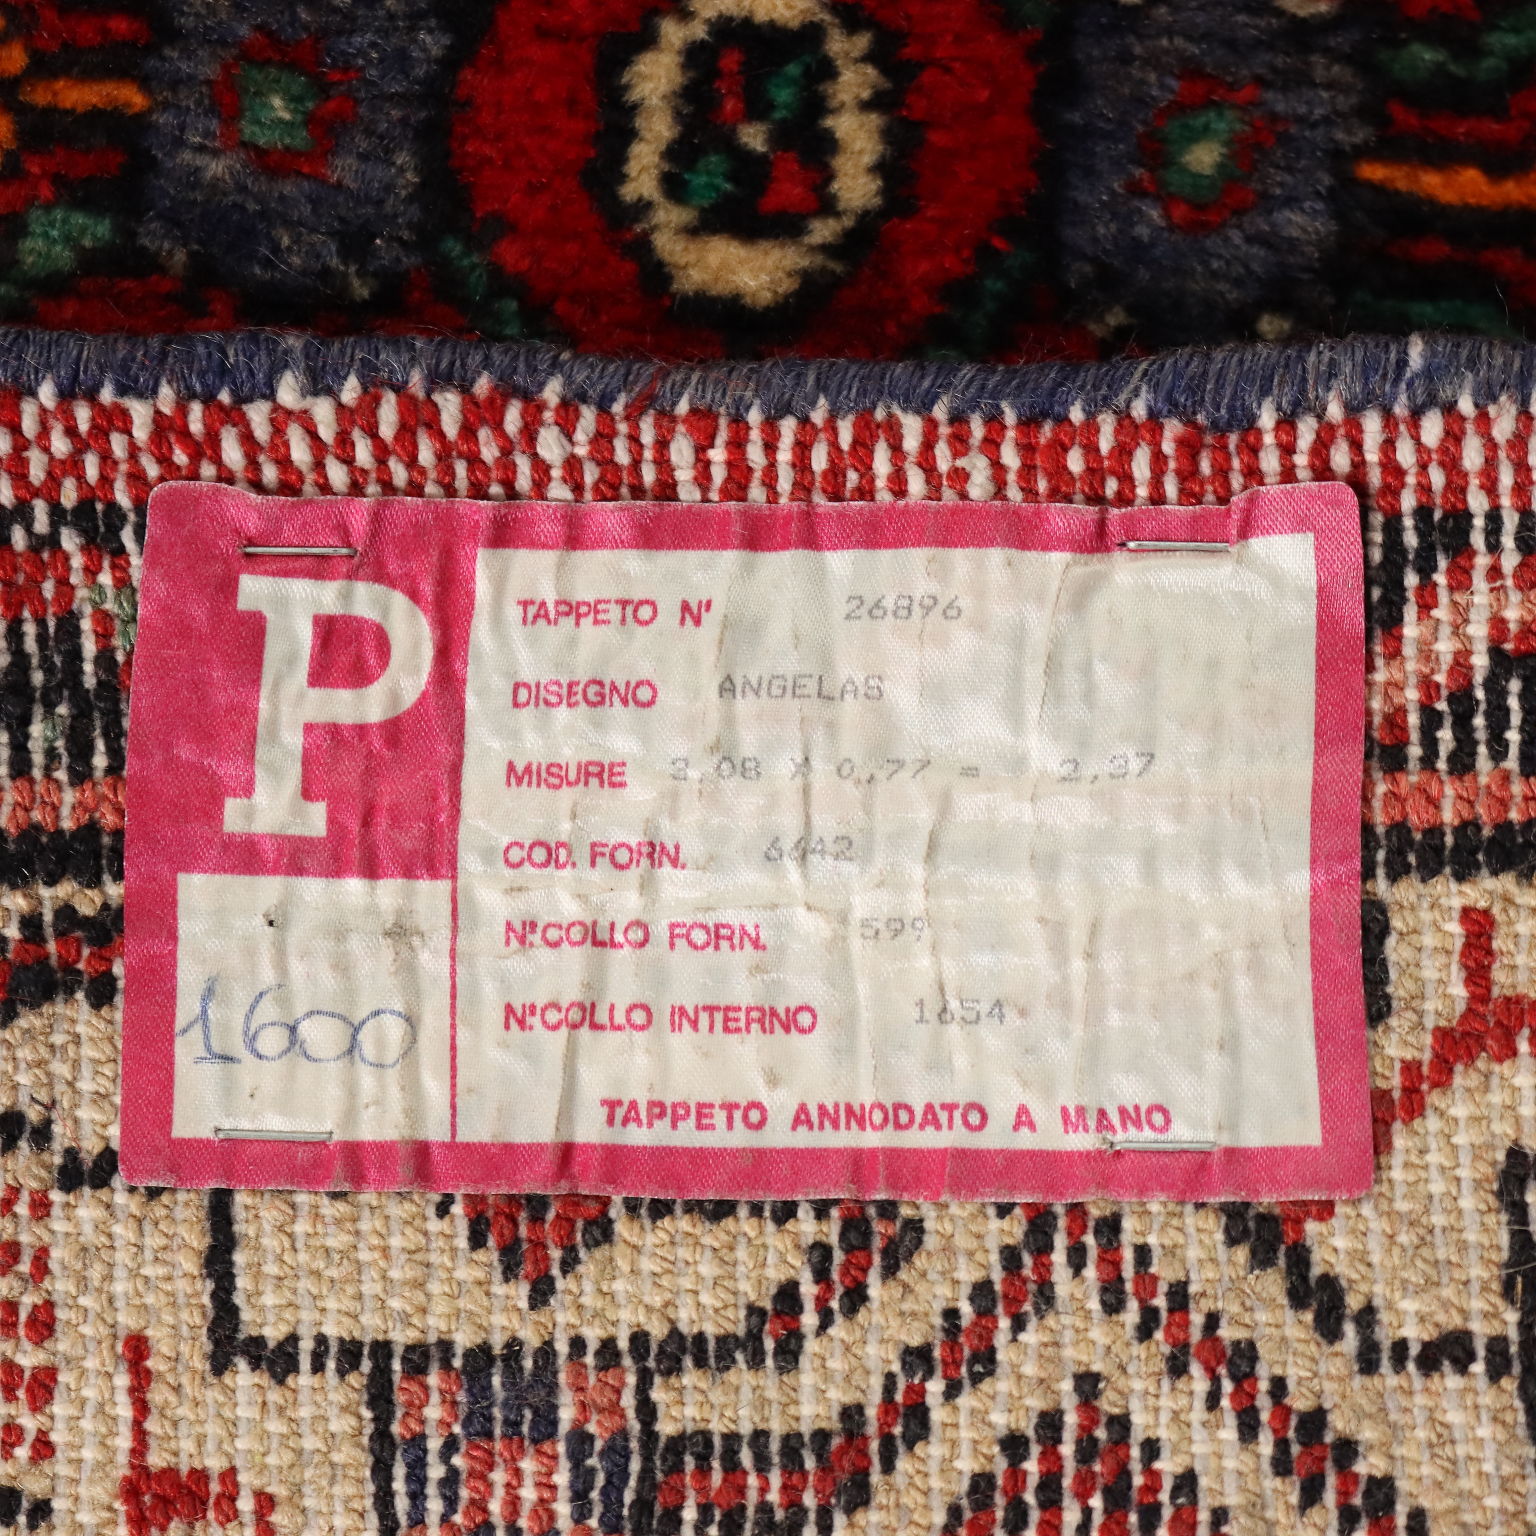 P
TAPPETO N° 26896
DISEGNO ANGELAS
MISURE 3,08 X 0,77 = 2,37
COD. FORN. 6642
N° COLLO FORN. 599
N° COLLO INTERNO 1654
1600
TAPPETO ANNODATO A MANO